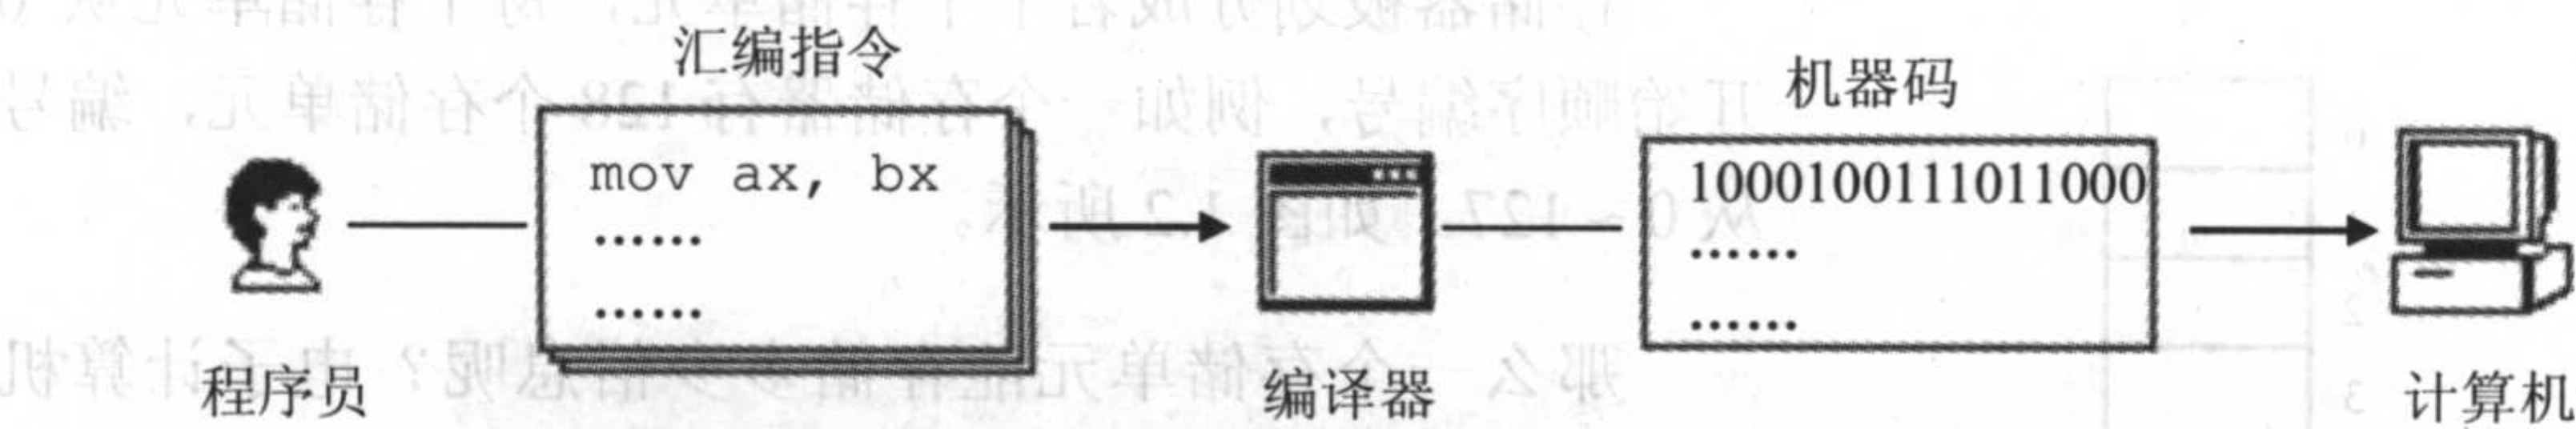 汇编指令
机器码
mov ax, bx
……
……
1000100111011000
……
……
程序员
编译器
计算机